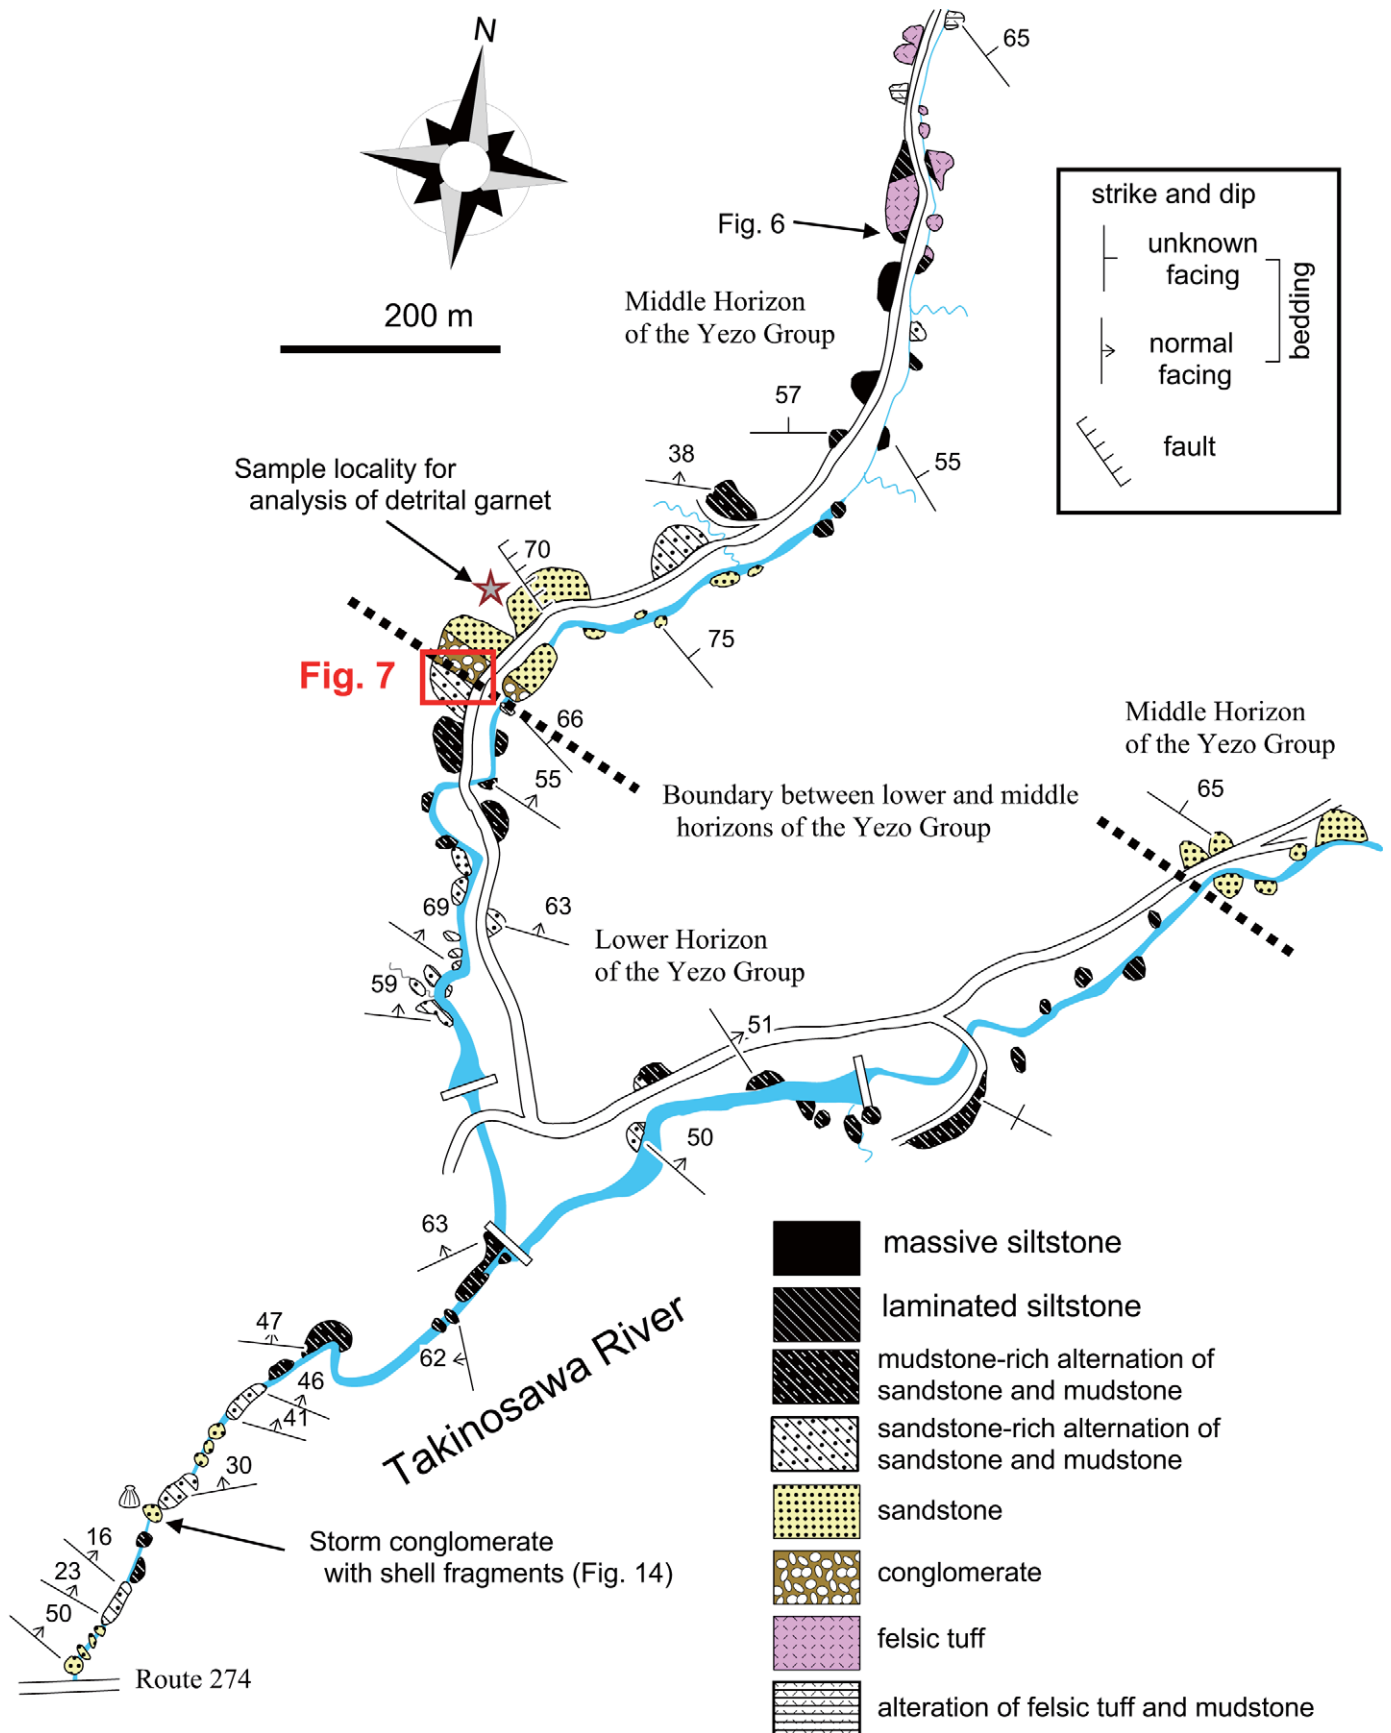 N
65
200 m
Fig. 6
strike and dip
unknown
facing
normal
facing
bedding
fault
Middle Horizon
of the Yezo Group
57
38
55
Sample locality for
analysis of detrital garnet
70
75
Fig. 7
66
55
Middle Horizon
of the Yezo Group
65
Boundary between lower and middle
horizons of the Yezo Group
69
63
Lower Horizon
of the Yezo Group
59
51
50
63
47
62
46
41
30
Takinosawa River
Storm conglomerate
with shell fragments (Fig. 14)
16
23
50
Route 274
massive siltstone
laminated siltstone
mudstone-rich alternation of
sandstone and mudstone
sandstone-rich alternation of
sandstone and mudstone
sandstone
conglomerate
felsic tuff
alteration of felsic tuff and mudstone